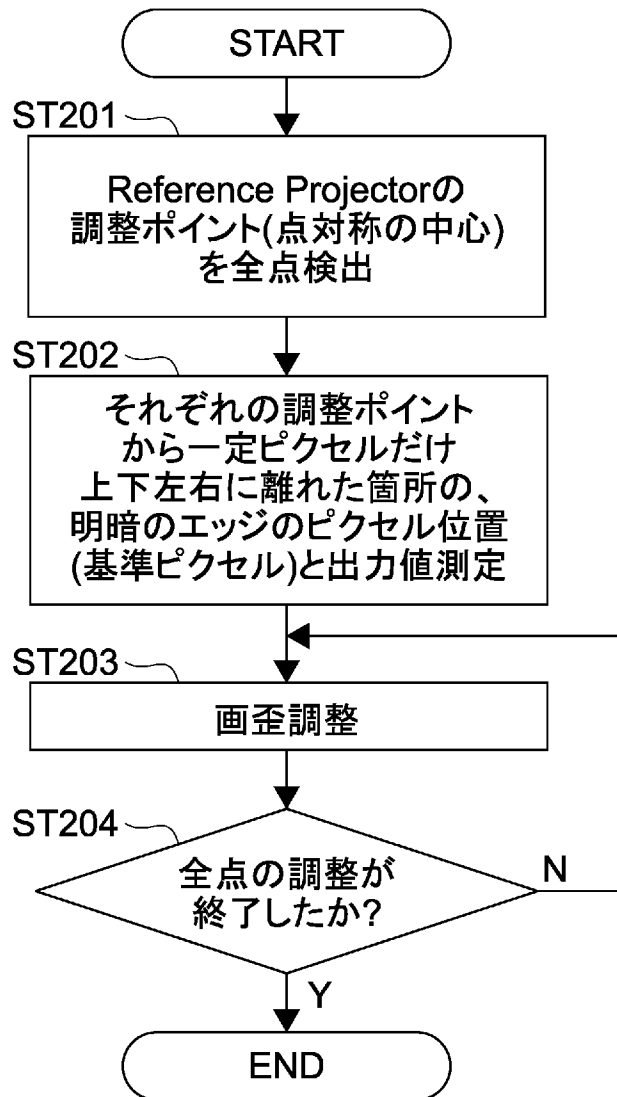 START
ST201
Reference Projectorの
調整ポイント(点対称の中心)
を全点検出
ST202
それぞれの調整ポイント
から一定ピクセルだけ
上下左右に離れた箇所の、
明暗のエッジのピクセル位置
(基準ピクセル)と出力値測定
ST203
画歪調整
ST204
全点の調整が
終了したか?
N
Y
END